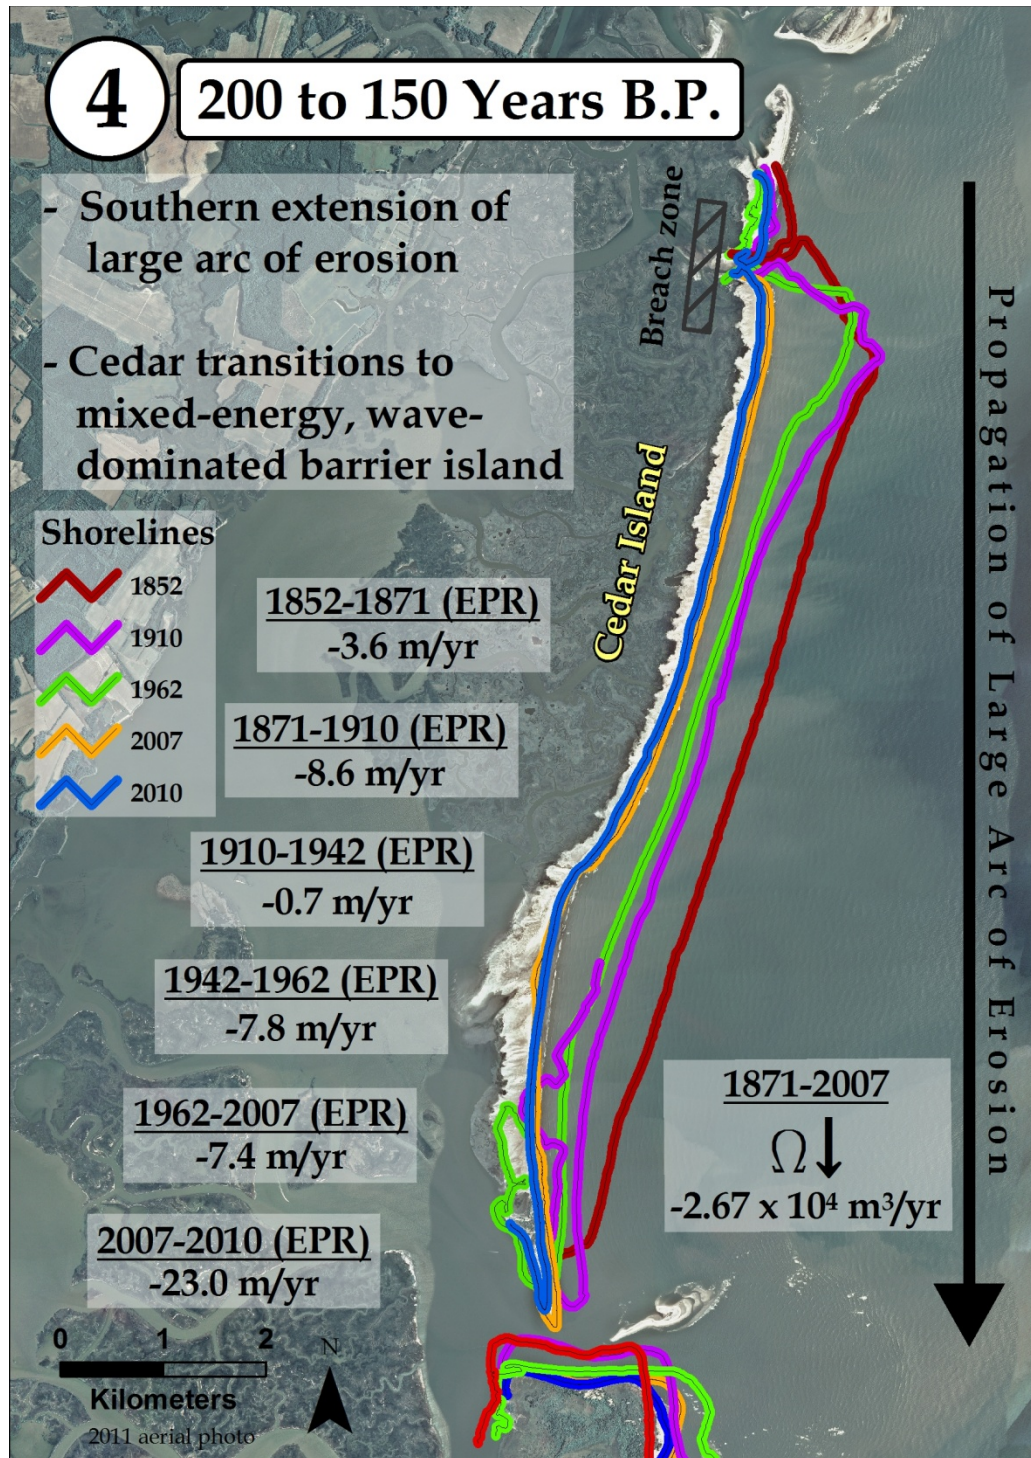 4
200 to 150 Years B.P.
- Southern extension of
large arc of erosion
- Cedar transitions to
mixed-energy, wave-
dominated barrier island
Breach zone
Cedar Island
Shorelines
1852
1910
1962
2007
2010
1852-1871 (EPR)
-3.6 m/yr
1871-1910 (EPR)
-8.6 m/yr
1910-1942 (EPR)
-0.7 m/yr
1942-1962 (EPR)
-7.8 m/yr
1962-2007 (EPR)
-7.4 m/yr
2007-2010 (EPR)
-23.0 m/yr
1871-2007
Ω↓
-2.67 x 10⁴ m³/yr
Propagation of Large Arc of Erosion
0 1 2
Kilometers
2011 aerial photo
N